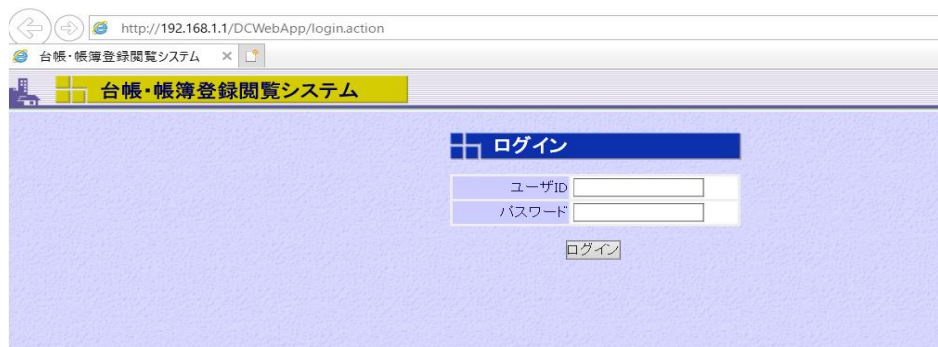 http://192.168.1.1/DCWebApp/login.action
台帳・帳簿登録閲覧システム
台帳・帳簿登録閲覧システム
ログイン
ユーザID
パスワード
ログイン